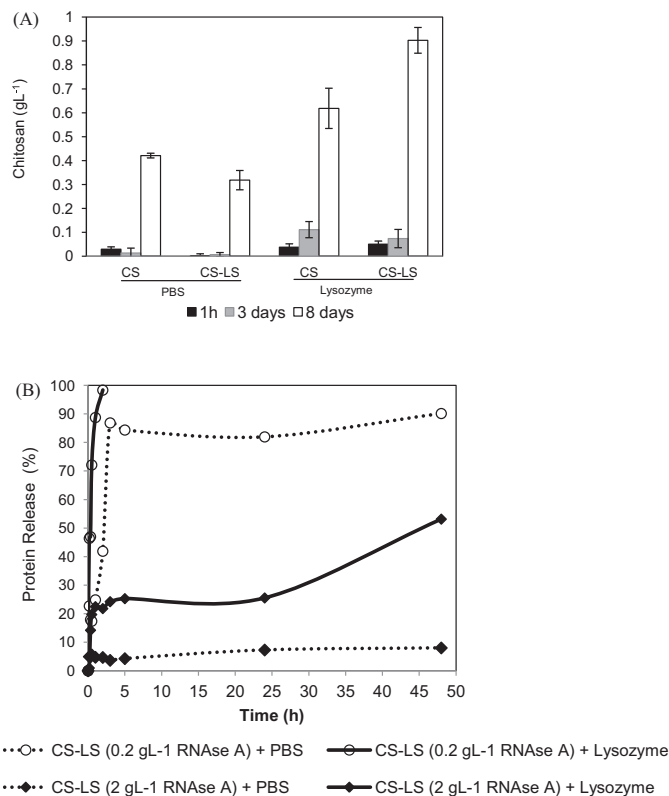 (A)
Chitosan (gL⁻¹)
1
0.9
0.8
0.7
0.6
0.5
0.4
0.3
0.2
0.1
0
CS CS-LS CS CS-LS
PBS Lysozyme
1h 3 days 8 days
(B)
Protein Release (%)
100
90
80
70
60
50
40
30
20
10
0
0 5 10 15 20 25 30 35 40 45 50
Time (h)
CS-LS (0.2 gL-1 RNAse A) + PBS CS-LS (0.2 gL-1 RNAse A) + Lysozyme
CS-LS (2 gL-1 RNAse A) + PBS CS-LS (2 gL-1 RNAse A) + Lysozyme